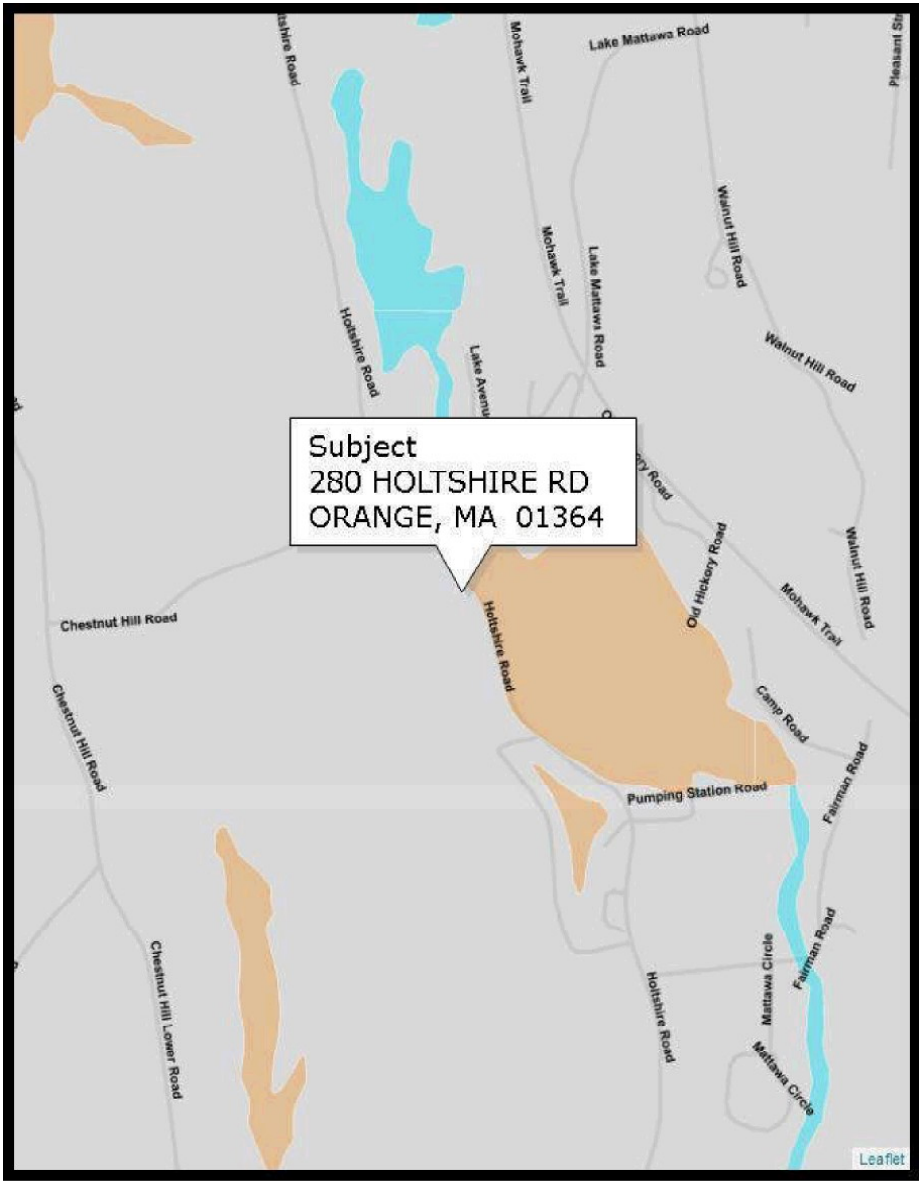 ltshire Road
Mohawk Trail
Lake Mattawa Road
Pleasant Str
Walnut Hill Road
Mohawk Trail
Lake Mattawa Road
Holtshire Road
Lake Avenu
Walnut Hill Road
Subject
280 HOLTSHIRE RD
ORANGE, MA 01364
O
ory Road
Old Hickory Road
Walnut Hill Road
Mohawk Trail
Holtshire Road
Chestnut Hill Road
Chestnut Hill Road
Camp Road
Fairman Road
Pumping Station Road
Fairman Road
Mattawa Circle
Chestnut Hill Lower Road
Holtshire Road
Mattawa Circle
Leaflet